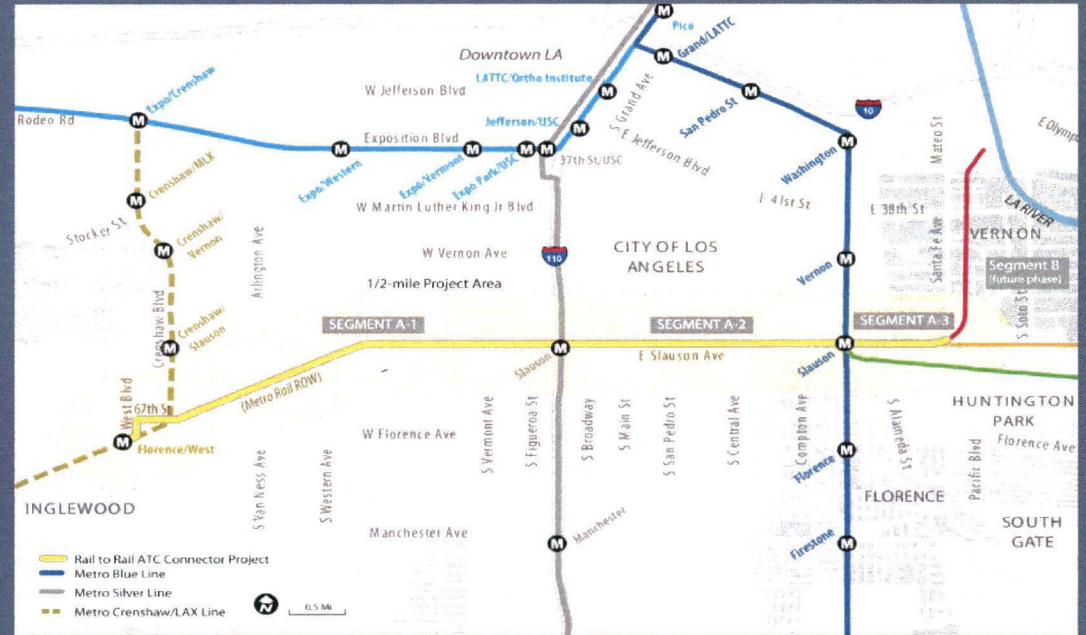 Pico
Downtown LA
Grand/LATTC
LATTC/Ortho Institute
W Jefferson Blvd
S Grand Ave
San Pedro St
10
Mateo St
E Olymp
Expo/Crenshaw
Rodeo Rd
Jefferson/USC
Exposition Blvd
E Jefferson Blvd
37th St/USC
Washington
Expo/Western
Expo/Vermont
Expo Park/USC
Crenshaw/MLK
W Martin Luther King Jr Blvd
E 41st St
E 38th St
LA RIVER
Stocker St
Crenshaw/
Vernon
Arlington Ave
W Vernon Ave
110
CITY OF LOS
ANGELES
Vernon
Santa Fe Ave
VERNON
Segment B
(future phase)
S Soto St
1/2-mile Project Area
Crenshaw Blvd
Crenshaw/
Slauson
SEGMENT A-1
SEGMENT A-2
SEGMENT A-3
Slauson
E Slauson Ave
Slauson
West Blvd
67th St
(Metro Rail ROW)
Florence/West
W Florence Ave
S Vermont Ave
S Figueroa St
S Broadway
S Main St
S San Pedro St
S Central Ave
Compton Ave
S Alameda St
HUNTINGTON
PARK
Florence Ave
Pacific Blvd
Florence
FLORENCE
INGLEWOOD
S Van Ness Ave
S Western Ave
Manchester Ave
Manchester
Firestone
SOUTH
GATE
Rail to Rail ATC Connector Project
Metro Blue Line
Metro Silver Line
Metro Crenshaw/LAX Line
N
0.5 Mi